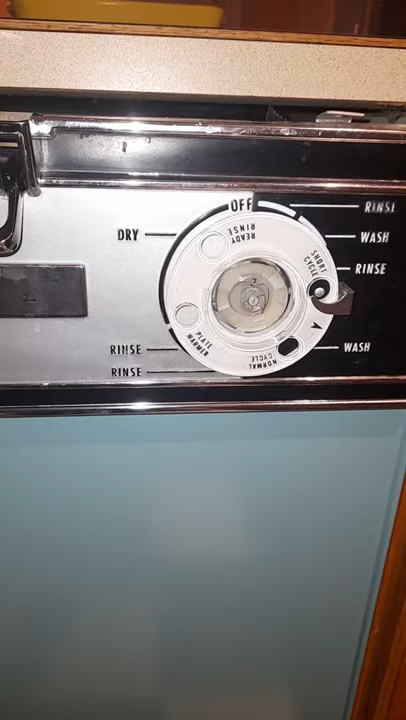 OFF
RINSE
DRY
WASH
RINSE
WASH
RINSE
RINSE
RINSE
READY
SHORT
CYCLE
NORMAL
CYCLE
PLATE
WARMER